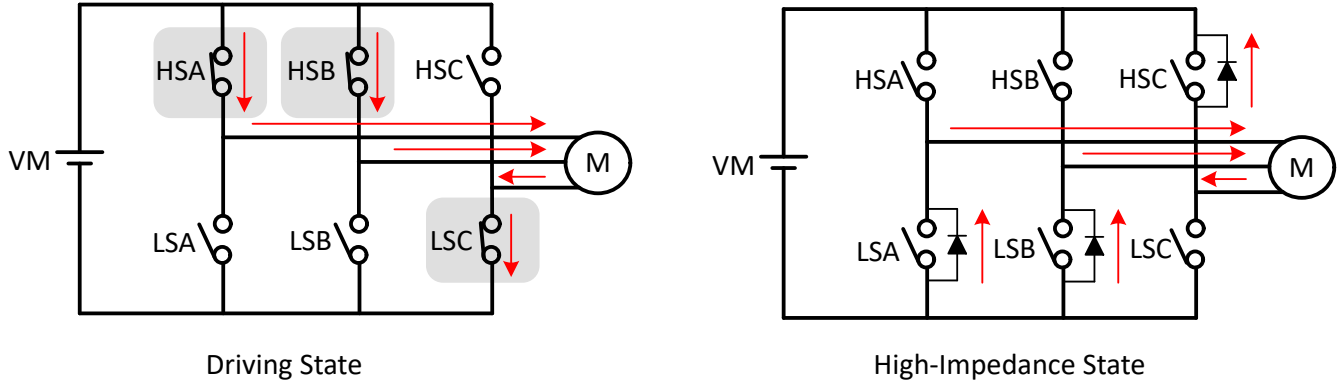 HSA HSB HSC
VM M
LSA LSB LSC
Driving State
HSA HSB HSC
VM M
LSA LSB LSC
High-Impedance State